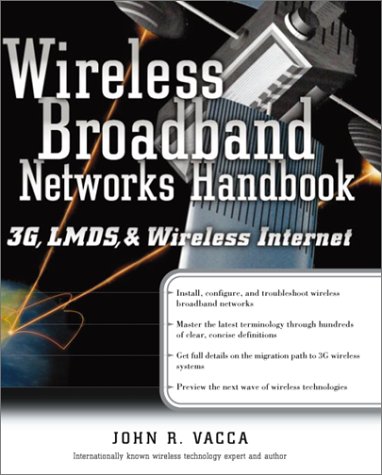 Wireless
Broadband
Networks Handbook
3G, LMDS, & Wireless Internet
Install, configure, and troubleshoot wireless
broadband networks
Master the latest terminology through hundreds
of clear, concise definitions
Get full details on the migration path to 3G wireless
systems
Preview the next wave of wireless technologies
JOHN R. VACCA
Internationally known wireless technology expert and author